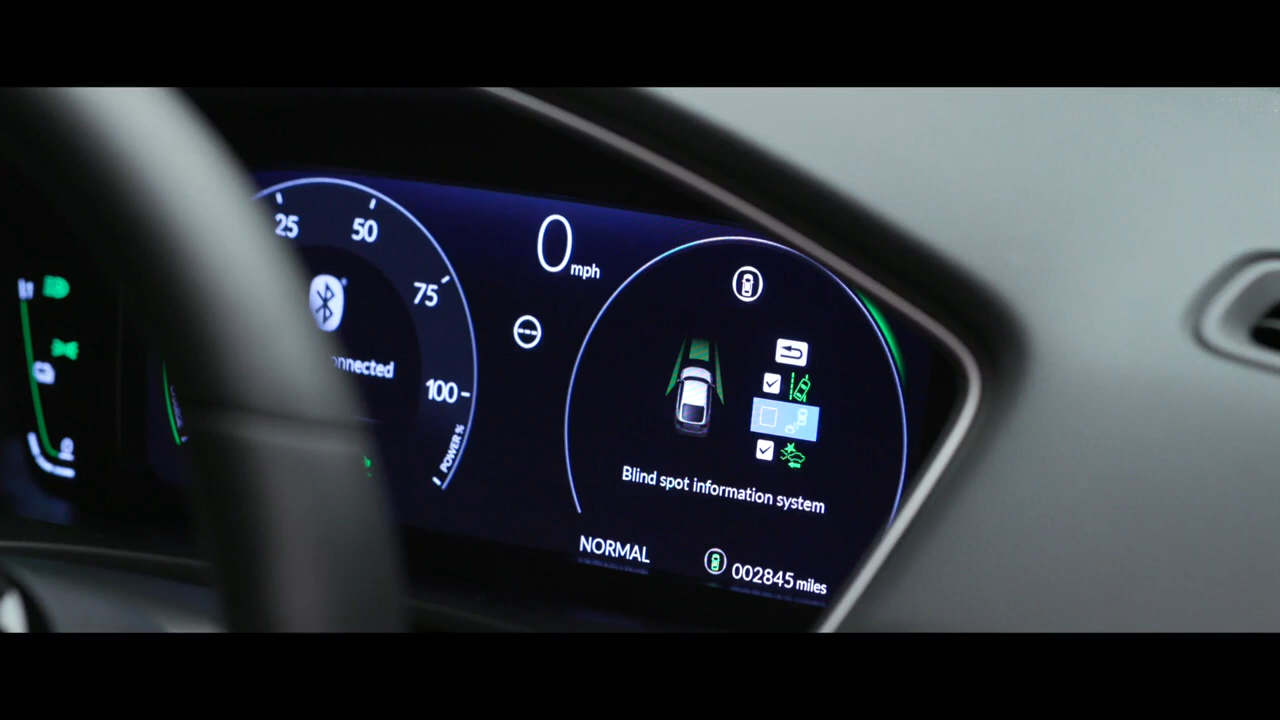 25
50
75
100
POWER %
nnected
0 mph
Blind spot information system
NORMAL
002845 miles